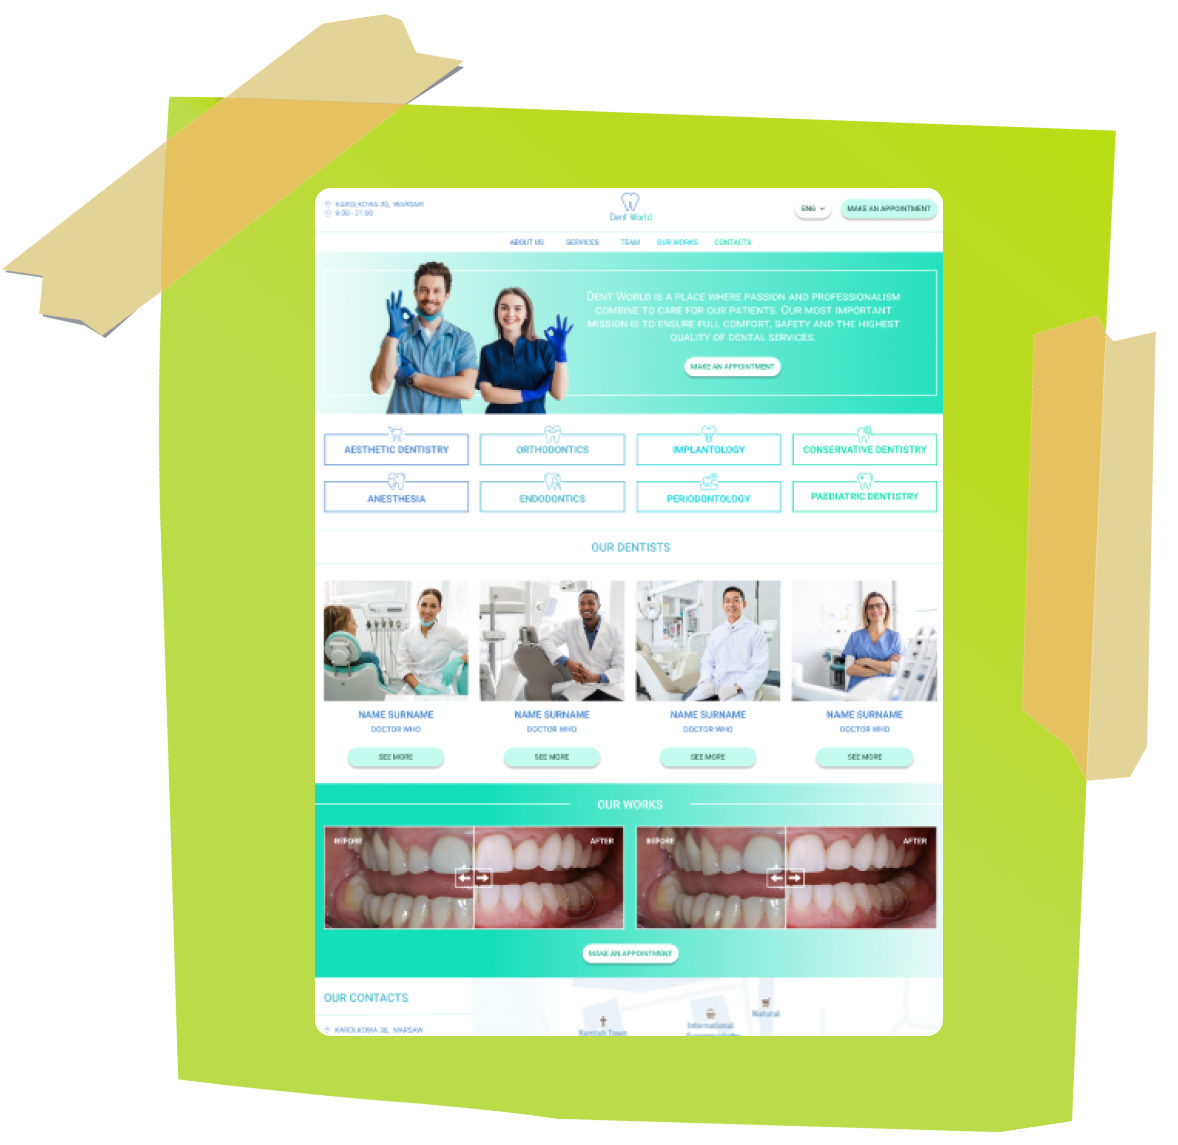 KAROLKOWA 30, WARSAW
9:00 - 21:00
Dent World
ENG
MAKE AN APPOINTMENT
ABOUT US SERVICES TEAM OUR WORKS CONTACTS
DENT WORLD IS A PLACE WHERE PASSION AND PROFESSIONALISM
COMBINE TO CARE FOR OUR PATIENTS. OUR MOST IMPORTANT
MISSION IS TO ENSURE FULL COMFORT, SAFETY AND THE HIGHEST
QUALITY OF DENTAL SERVICES.
MAKE AN APPOINTMENT
AESTHETIC DENTISTRY
ORTHODONTICS
IMPLANTOLOGY
CONSERVATIVE DENTISTRY
ANESTHESIA
ENDODONTICS
PERIODONTOLOGY
PAEDIATRIC DENTISTRY
OUR DENTISTS
NAME SURNAME
DOCTOR WHO
SEE MORE
NAME SURNAME
DOCTOR WHO
SEE MORE
NAME SURNAME
DOCTOR WHO
SEE MORE
NAME SURNAME
DOCTOR WHO
SEE MORE
OUR WORKS
BEFORE
AFTER
BEFORE
AFTER
MAKE AN APPOINTMENT
OUR CONTACTS
KAROLKOWA 30, WARSAW
Natural
International
Kentish Town